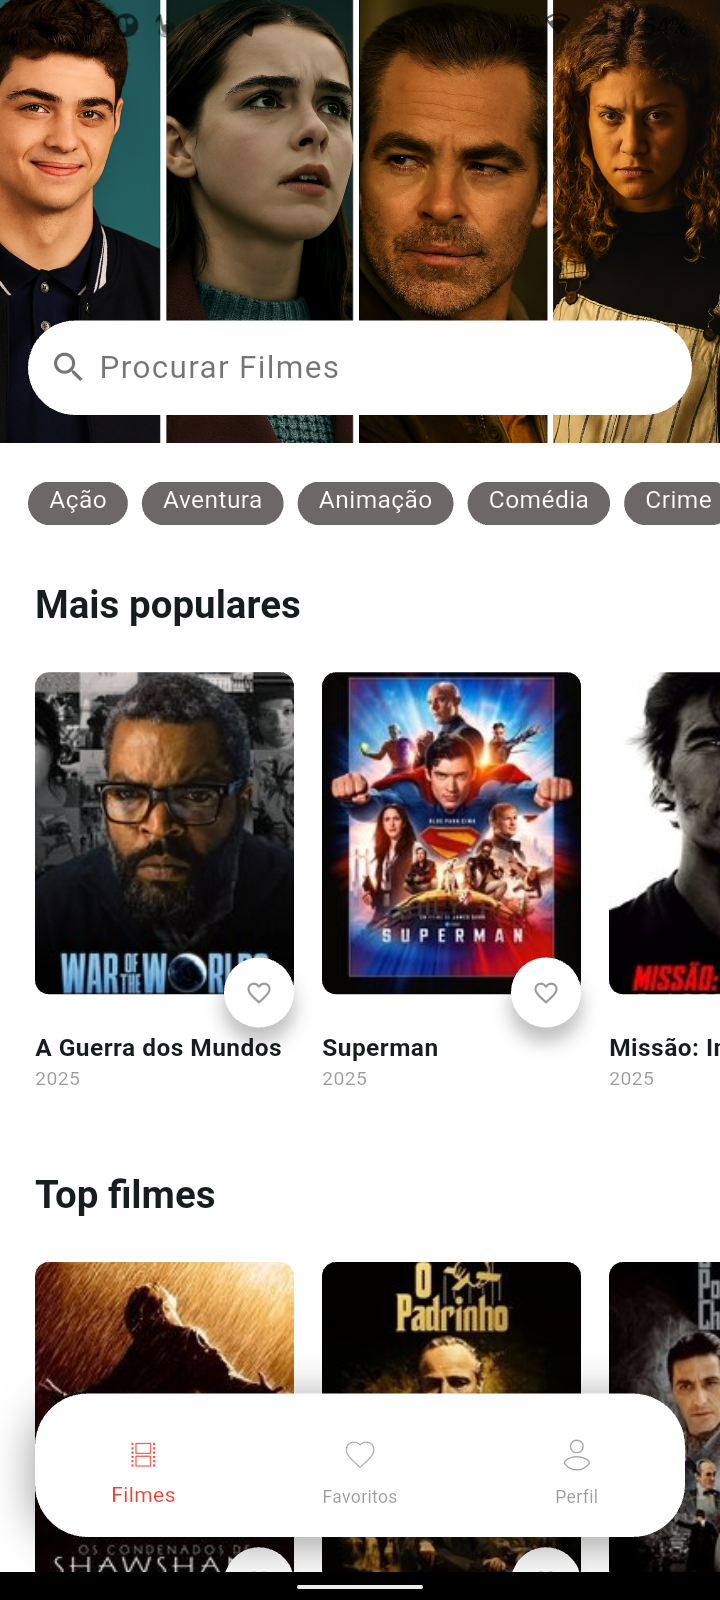 Procurar Filmes
Ação
Aventura
Animação
Comédia
Crime
Mais populares
WAR OF THE WORL
SUPERMAN
MISSÃO:
A Guerra dos Mundos
Superman
Missão: I
2025
2025
2025
Top filmes
O
Padrinho
Filmes
Favoritos
Perfil
OS CONDENADOS DE
SHAWSHA